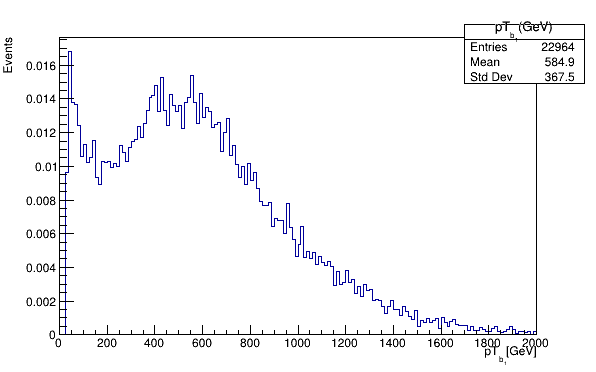 pT_b_1 (GeV)
Entries 22964
Mean 584.9
Std Dev 367.5
Events
0.016
0.014
0.012
0.01
0.008
0.006
0.004
0.002
0
0 200 400 600 800 1000 1200 1400 1600 1800 2000
pT_b_1 [GeV]